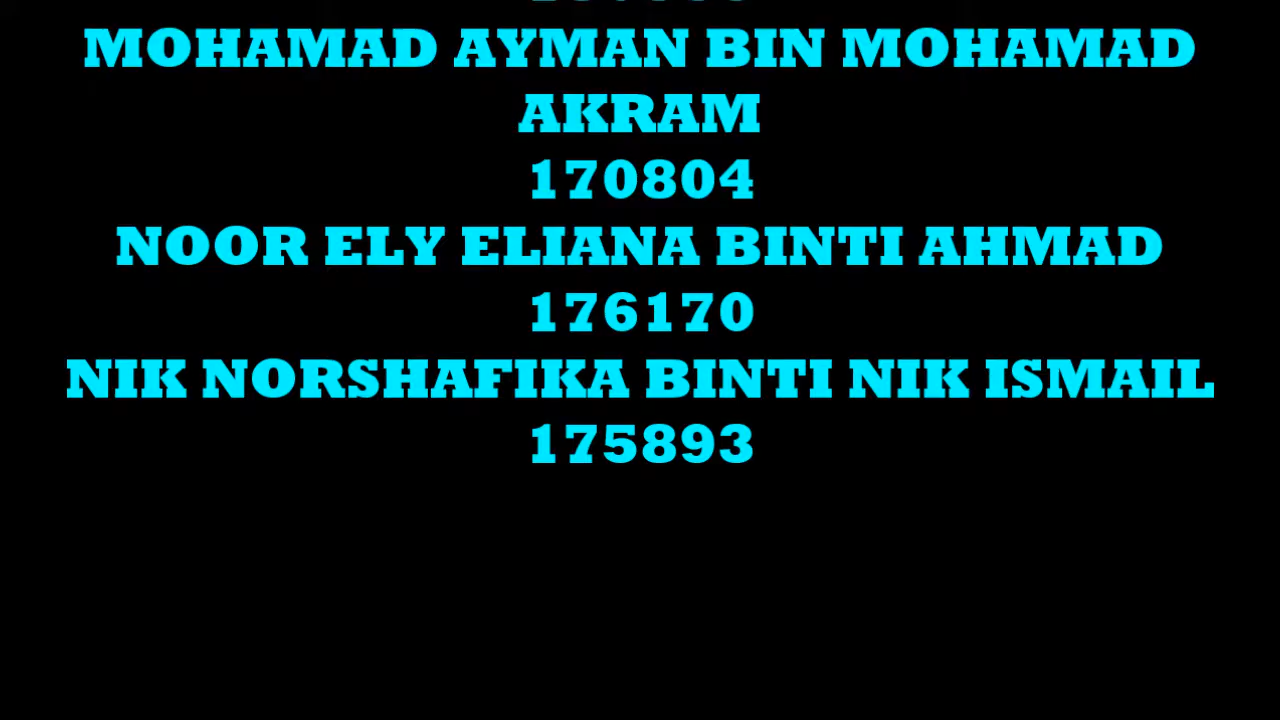 MOHAMAD AYMAN BIN MOHAMAD
AKRAM
170804
NOOR ELY ELIANA BINTI AHMAD
176170
NIK NORSHAFIKA BINTI NIK ISMAIL
175893